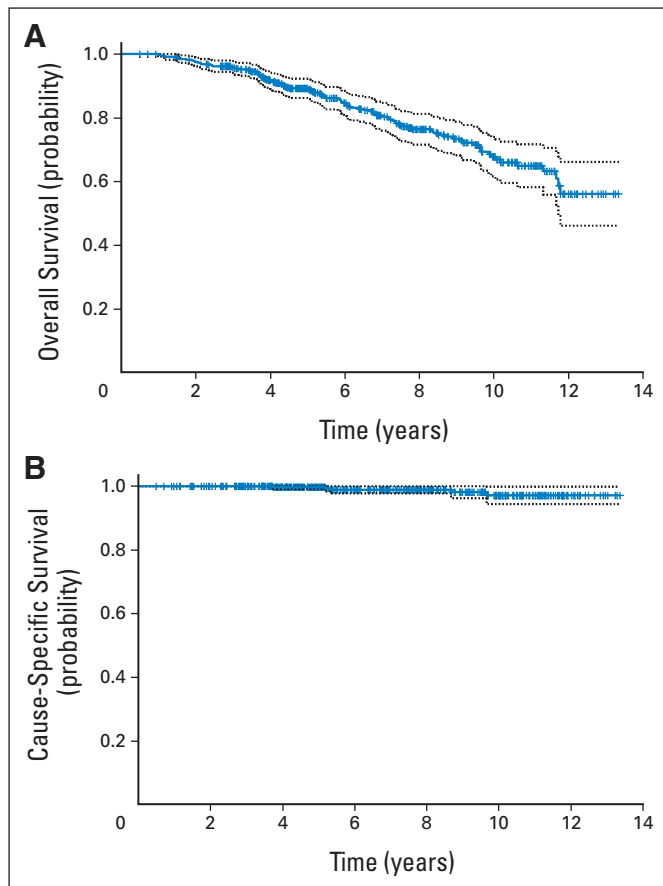 A
1.0
0.8
0.6
0.4
0.2
0 2 4 6 8 10 12 14
Overall Survival (probability)
Time (years)
B
1.0
0.8
0.6
0.4
0.2
0 2 4 6 8 10 12 14
Cause-Specific Survival
(probability)
Time (years)